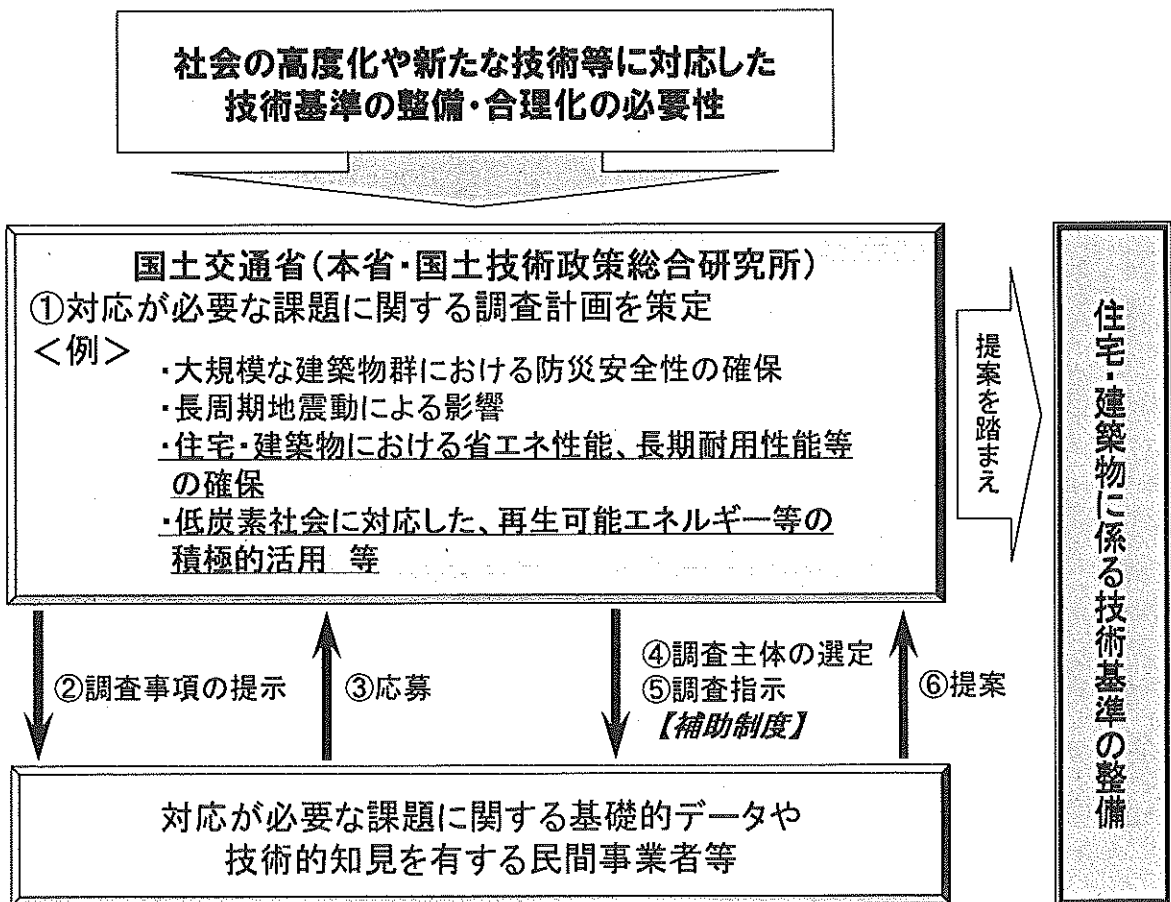 社会の高度化や新たな技術等に対応した
技術基準の整備・合理化の必要性
国土交通省(本省・国土技術政策総合研究所)
①対応が必要な課題に関する調査計画を策定
＜例＞
・大規模な建築物群における防災安全性の確保
・長周期地震動による影響
・住宅・建築物における省エネ性能、長期耐用性能等
の確保
・低炭素社会に対応した、再生可能エネルギー等の
積極的活用 等
提案を踏まえ
住宅・建築物に係る技術基準の整備
②調査事項の提示
③応募
④調査主体の選定
⑤調査指示
【補助制度】
⑥提案
対応が必要な課題に関する基礎的データや
技術的知見を有する民間事業者等